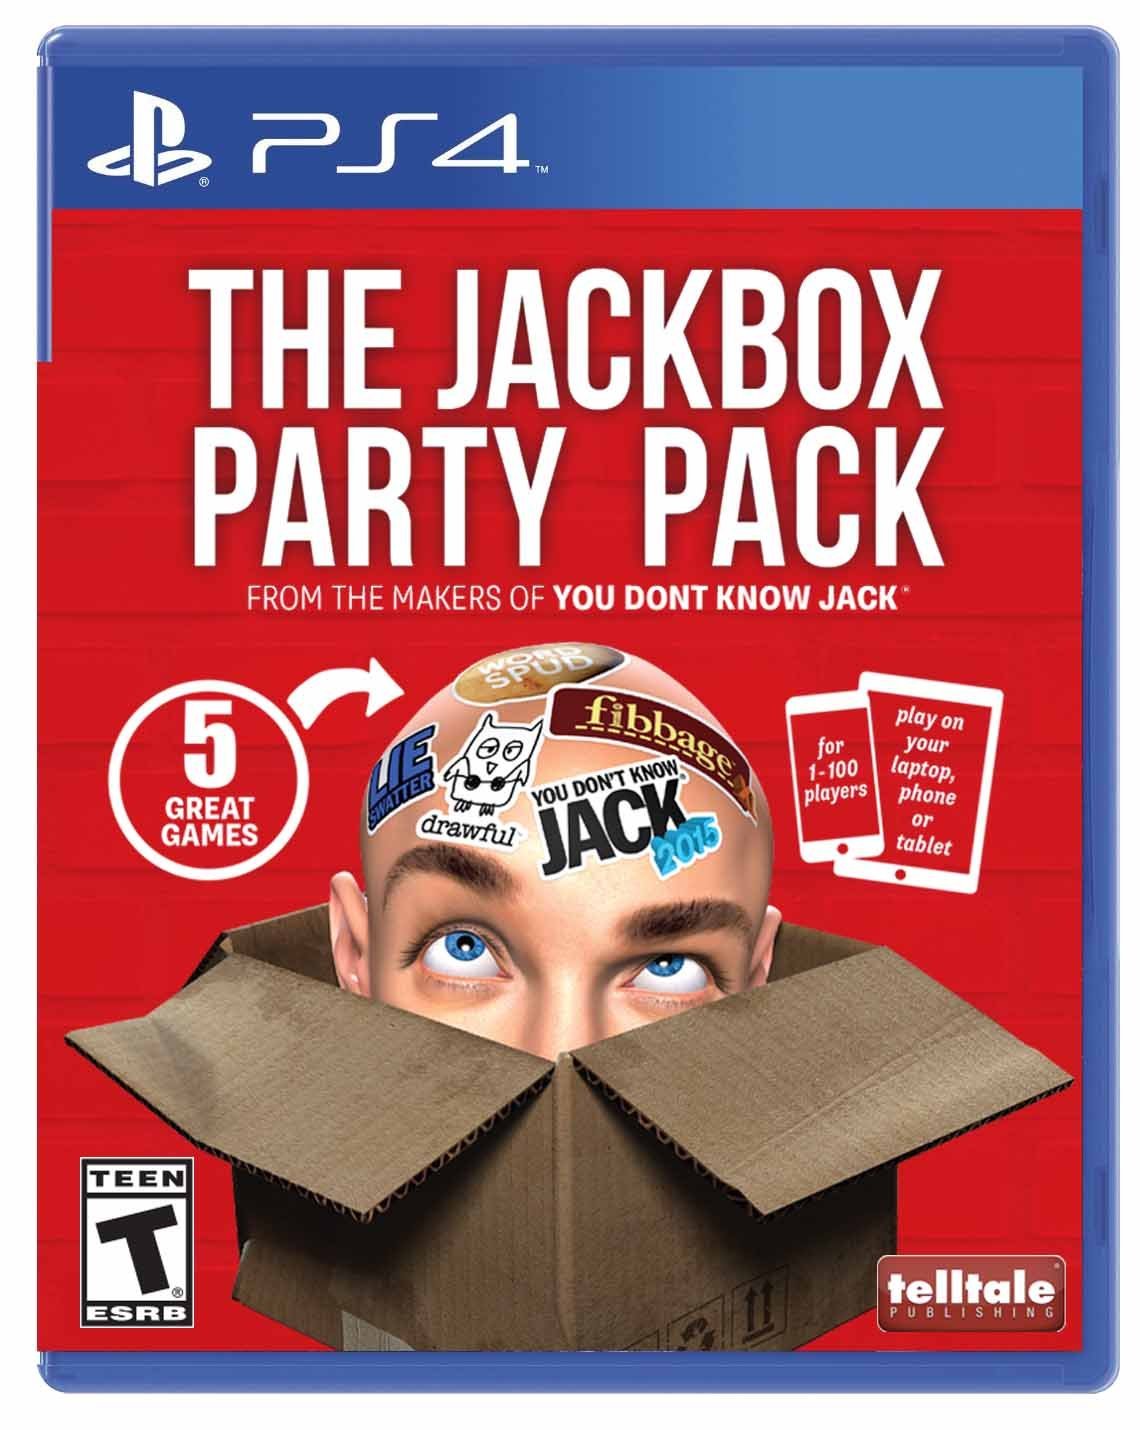 PS4™
THE JACKBOX
PARTY PACK
FROM THE MAKERS OF YOU DONT KNOW JACK®
5
GREAT
GAMES
WORD
SPUD
fibbage
LIE
SWATTER
drawful
YOU DON'T KNOW
JACK
2015
for
1-100
players
play on
your
laptop,
phone
or
tablet
TEEN
T®
ESRB
telltale®
PUBLISHING